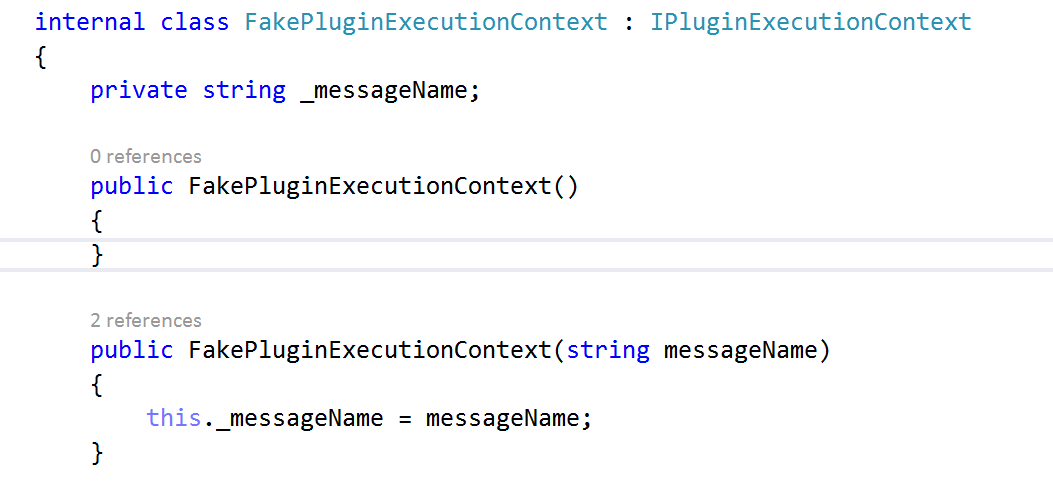 internal class FakePluginExecutionContext : IPluginExecutionContext
{
    private string _messageName;
    0 references
    public FakePluginExecutionContext()
    {
    }
    2 references
    public FakePluginExecutionContext(string messageName)
    {
        this._messageName = messageName;
    }